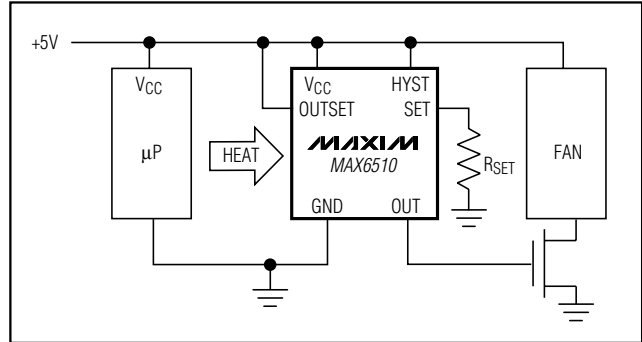 +5V
VCC
μP
HEAT
VCC HYST
OUTSET SET
MAXIM
MAX6510
GND OUT
RSET
FAN